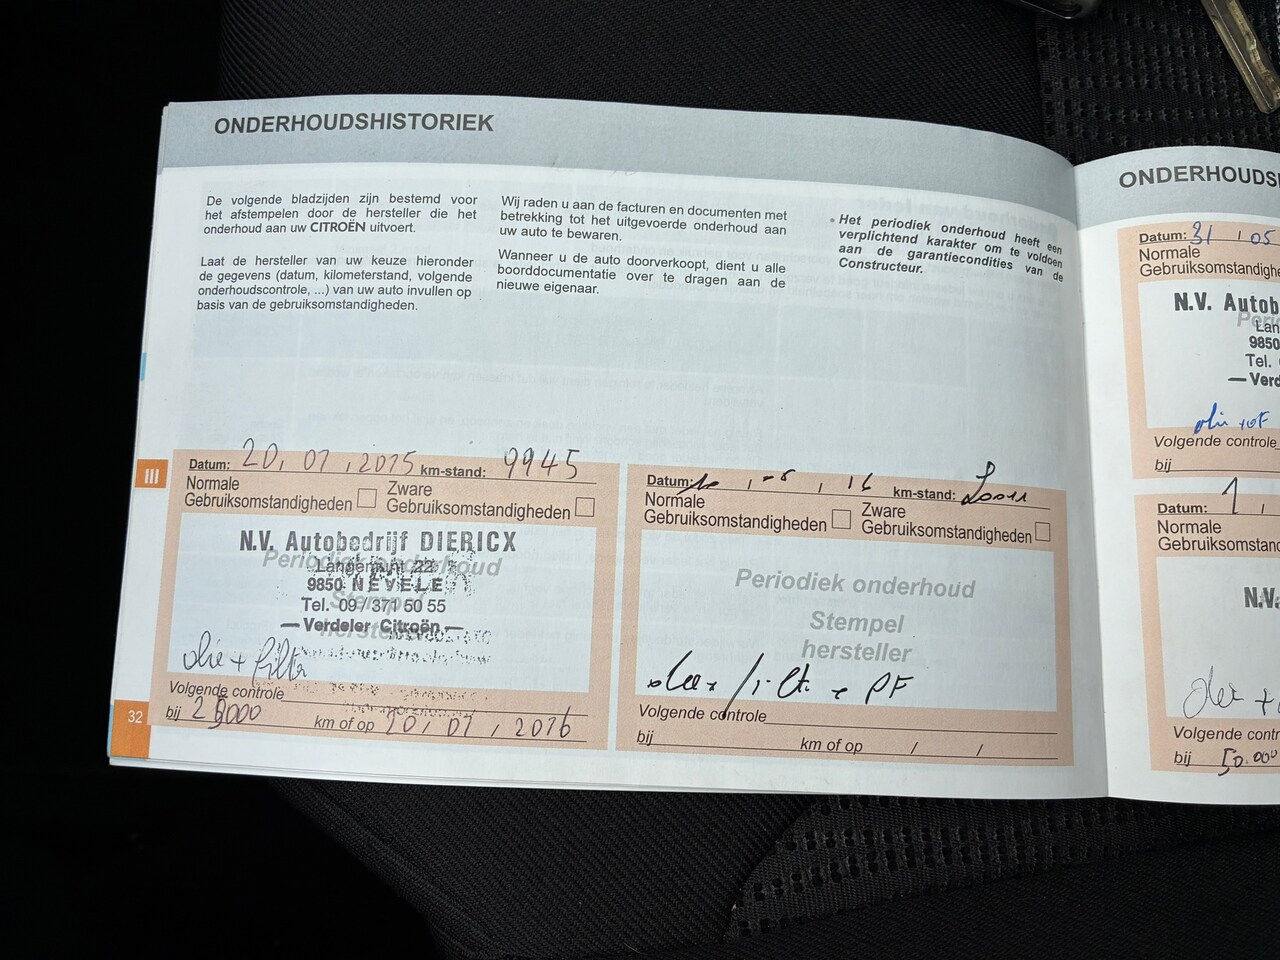 ONDERHOUDSHISTORIEK
De volgende bladzijden zijn bestemd voor
het afstempelen door de hersteller die het
onderhoud aan uw CITROËN uitvoert.
Laat de hersteller van uw keuze hieronder
de gegevens (datum, kilometerstand, volgende
onderhoudscontrole, ...) van uw auto invullen op
basis van de gebruiksomstandigheden.
Wij raden u aan de facturen en documenten met
betrekking tot het uitgevoerde onderhoud aan
uw auto te bewaren.
Wanneer u de auto doorverkoopt, dient u alle
boorddocumentatie over te dragen aan de
nieuwe eigenaar.
Het periodiek onderhoud heeft een
verplichtend karakter om te voldoen
aan de garantiecondities van de
Constructeur.
III
Datum: 20, 07, 2015 km-stand: 9945
Normale
Gebruiksomstandigheden
Zware
Gebruiksomstandigheden
N.V. Autobedrijf DIERICX
Periodiek onderhoud
9850 NEVELE
Stempel
Tel. 09/371 50 55
hersteller
— Verdeler Citroën —
olie + filter
Volgende controle
bij km of op 20, 07, 2016
Datum: , , 16 km-stand:
Normale
Gebruiksomstandigheden
Zware
Gebruiksomstandigheden
Periodiek onderhoud
Stempel
hersteller
Volgende controle
bij km of op / /
32
ONDERHOUDS
Datum: 31 , 05
Normale
Gebruiksomstandighe
N.V. Autob
9850
Tel.
— Verd
Volgende controle
bij
Datum: 1 ,
Normale
Gebruiksomstand
N.V.
Volgende contr
bij 50.000